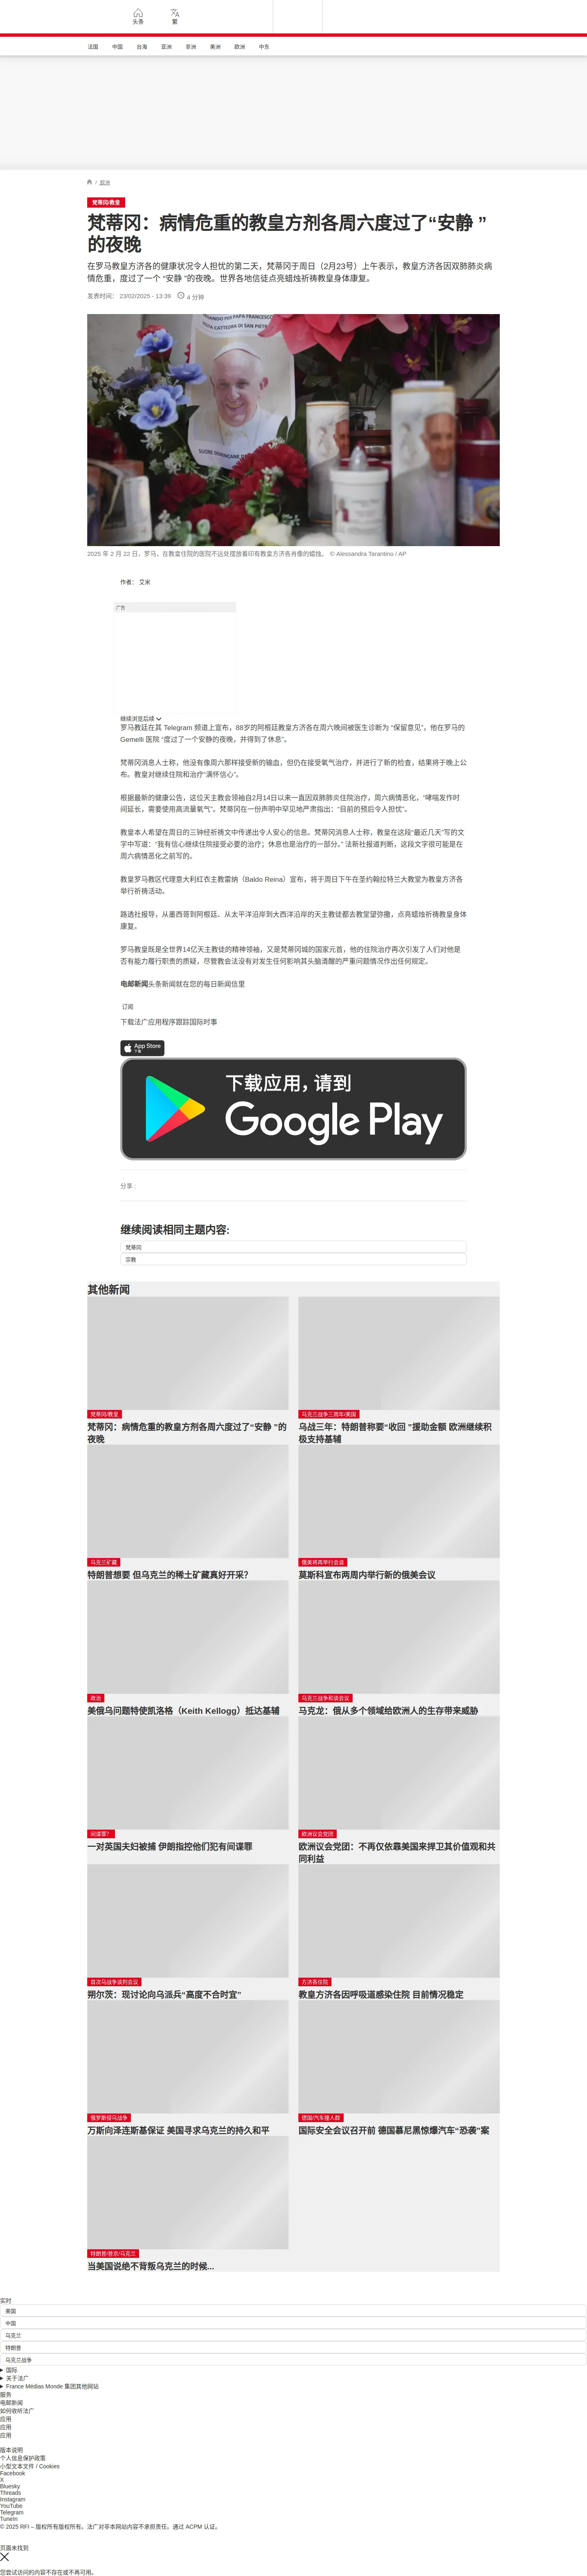 头条
繁
法国
中国
台海
亚洲
非洲
美洲
欧洲
中东
/ 欧洲
梵蒂冈/教皇
梵蒂冈：病情危重的教皇方剂各周六度过了“安静 ”
的夜晚
在罗马教皇方济各的健康状况令人担忧的第二天，梵蒂冈于周日（2月23号）上午表示，教皇方济各因双肺肺炎病
情危重，度过了一个 “安静 ”的夜晚。世界各地信徒点亮蜡烛祈祷教皇身体康复。
发表时间： 23/02/2025 - 13:39
4 分钟
2025 年 2 月 22 日，罗马，在教皇住院的医院不远处摆放着印有教皇方济各肖像的蜡烛。 © Alessandra Tarantino / AP
作者： 艾米
广告
继续浏览后续
罗马教廷在其 Telegram 频道上宣布，88岁的阿根廷教皇方济各在周六晚间被医生诊断为 “保留意见”，他在罗马的
Gemelli 医院 “度过了一个安静的夜晚，并得到了休息”。
梵蒂冈消息人士称，他没有像周六那样接受新的输血，但仍在接受氧气治疗，并进行了新的检查，结果将于晚上公
布。教皇对继续住院和治疗“满怀信心”。
根据最新的健康公告，这位天主教会领袖自2月14日以来一直因双肺肺炎住院治疗，周六病情恶化，“哮喘发作时
间延长，需要使用高流量氧气”。梵蒂冈在一份声明中罕见地严肃指出：“目前的预后令人担忧”。
教皇本人希望在周日的三钟经祈祷文中传递出令人安心的信息。梵蒂冈消息人士称，教皇在这段“最近几天”写的文
字中写道：“我有信心继续住院接受必要的治疗；休息也是治疗的一部分。” 法新社报道判断，这段文字很可能是在
周六病情恶化之前写的。
教皇罗马教区代理意大利红衣主教雷纳（Baldo Reina）宣布，将于周日下午在圣约翰拉特兰大教堂为教皇方济各
举行祈祷活动。
路透社报导，从墨西哥到阿根廷、从太平洋沿岸到大西洋沿岸的天主教徒都去教堂望弥撒，点亮蜡烛祈祷教皇身体
康复。
罗马教皇既是全世界14亿天主教徒的精神领袖，又是梵蒂冈城的国家元首，他的住院治疗再次引发了人们对他是
否有能力履行职责的质疑，尽管教会法没有对发生任何影响其头脑清醒的严重问题情况作出任何规定。
电邮新闻头条新闻就在您的每日新闻信里
订阅
下载法广应用程序跟踪国际时事
App Store
下载
下载应用，请到
Google Play
分享 :
继续阅读相同主题内容:
梵蒂冈
宗教
其他新闻
梵蒂冈/教皇
梵蒂冈：病情危重的教皇方剂各周六度过了“安静 ”的
夜晚
乌克兰战争三周年/美国
乌战三年：特朗普称要“收回 ”援助金额 欧洲继续积
极支持基辅
乌克兰矿藏
特朗普想要 但乌克兰的稀土矿藏真好开采?
俄美将再举行会谈
莫斯科宣布两周内举行新的俄美会议
政治
美俄乌问题特使凯洛格（Keith Kellogg）抵达基辅
乌克兰战争和谈会议
马克龙：俄从多个领域给欧洲人的生存带来威胁
间谍罪？
一对英国夫妇被捕 伊朗指控他们犯有间谍罪
欧洲议会党团
欧洲议会党团：不再仅依靠美国来捍卫其价值观和共
同利益
首次乌战争谈判会议
朔尔茨：现讨论向乌派兵“高度不合时宜”
方济各住院
教皇方济各因呼吸道感染住院 目前情况稳定
俄罗斯侵乌战争
万斯向泽连斯基保证 美国寻求乌克兰的持久和平
德国/汽车撞人群
国际安全会议召开前 德国慕尼黑惊爆汽车“恐袭”案
特朗普/普京/乌克兰
当美国说绝不背叛乌克兰的时候...
实时
美国
中国
乌克兰
特朗普
乌克兰战争
国际
关于法广
France Médias Monde 集团其他网站
服务
电邮新闻
如何收听法广
应用
应用
应用
版本说明
个人信息保护政策
小型文本文件 / Cookies
Facebook
X
Bluesky
Threads
Instagram
YouTube
Telegram
TuneIn
© 2025 RFI – 版权所有版权所有。法广对非本网站内容不承担责任。通过 ACPM 认证。
页面未找到
您尝试访问的内容不存在或不再可用。